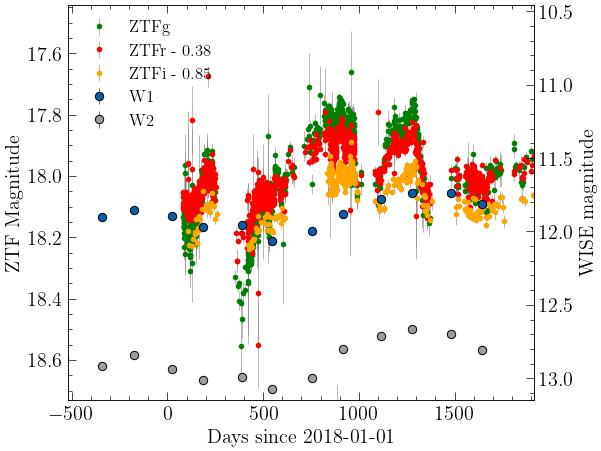 ZTFg
ZTFr - 0.38
ZTFi - 0.85
W1
W2
17.6
17.8
18.0
18.2
18.4
18.6
ZTF Magnitude
10.5
11.0
11.5
12.0
12.5
13.0
WISE magnitude
−500 0 500 1000 1500
Days since 2018-01-01